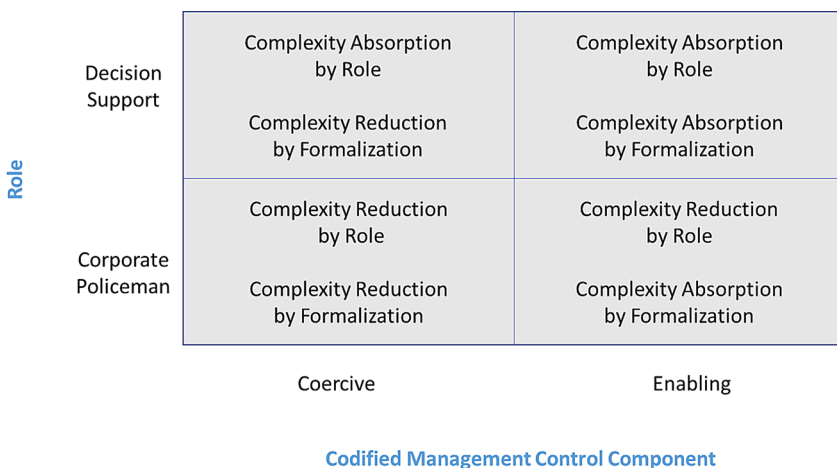 Decision
Support
Complexity Absorption
by Role
Complexity Absorption
by Role
Complexity Reduction
by Formalization
Complexity Absorption
by Formalization
Role
Corporate
Policeman
Complexity Reduction
by Role
Complexity Reduction
by Role
Complexity Reduction
by Formalization
Complexity Absorption
by Formalization
Coercive
Enabling
Codified Management Control Component